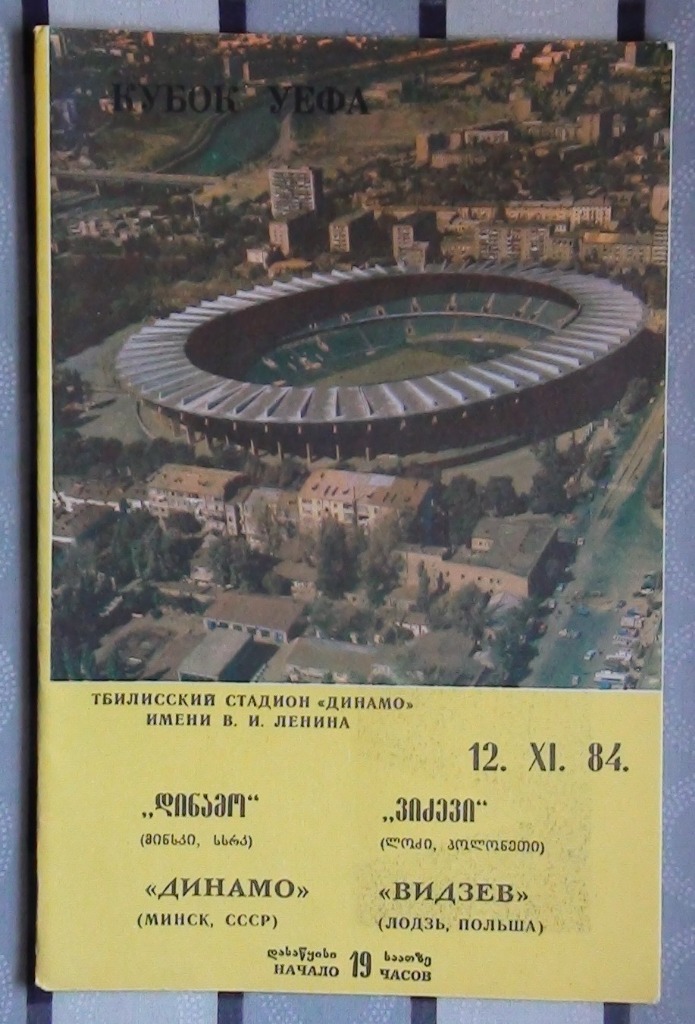 КУБОК УЕФА
ТБИЛИССКИЙ СТАДИОН «ДИНАМО»
ИМЕНИ В. И. ЛЕНИНА
12. XI. 84.
„დინამო“ „ვიძევი“
(მინსკი, სსრკ) (ლოძი, პოლონეთი)
«ДИНАМО» «ВИДЗЕВ»
(МИНСК, СССР) (ЛОДЗЬ, ПОЛЬША)
დასაწყისი 19 საათზე
НАЧАЛО ЧАСОВ